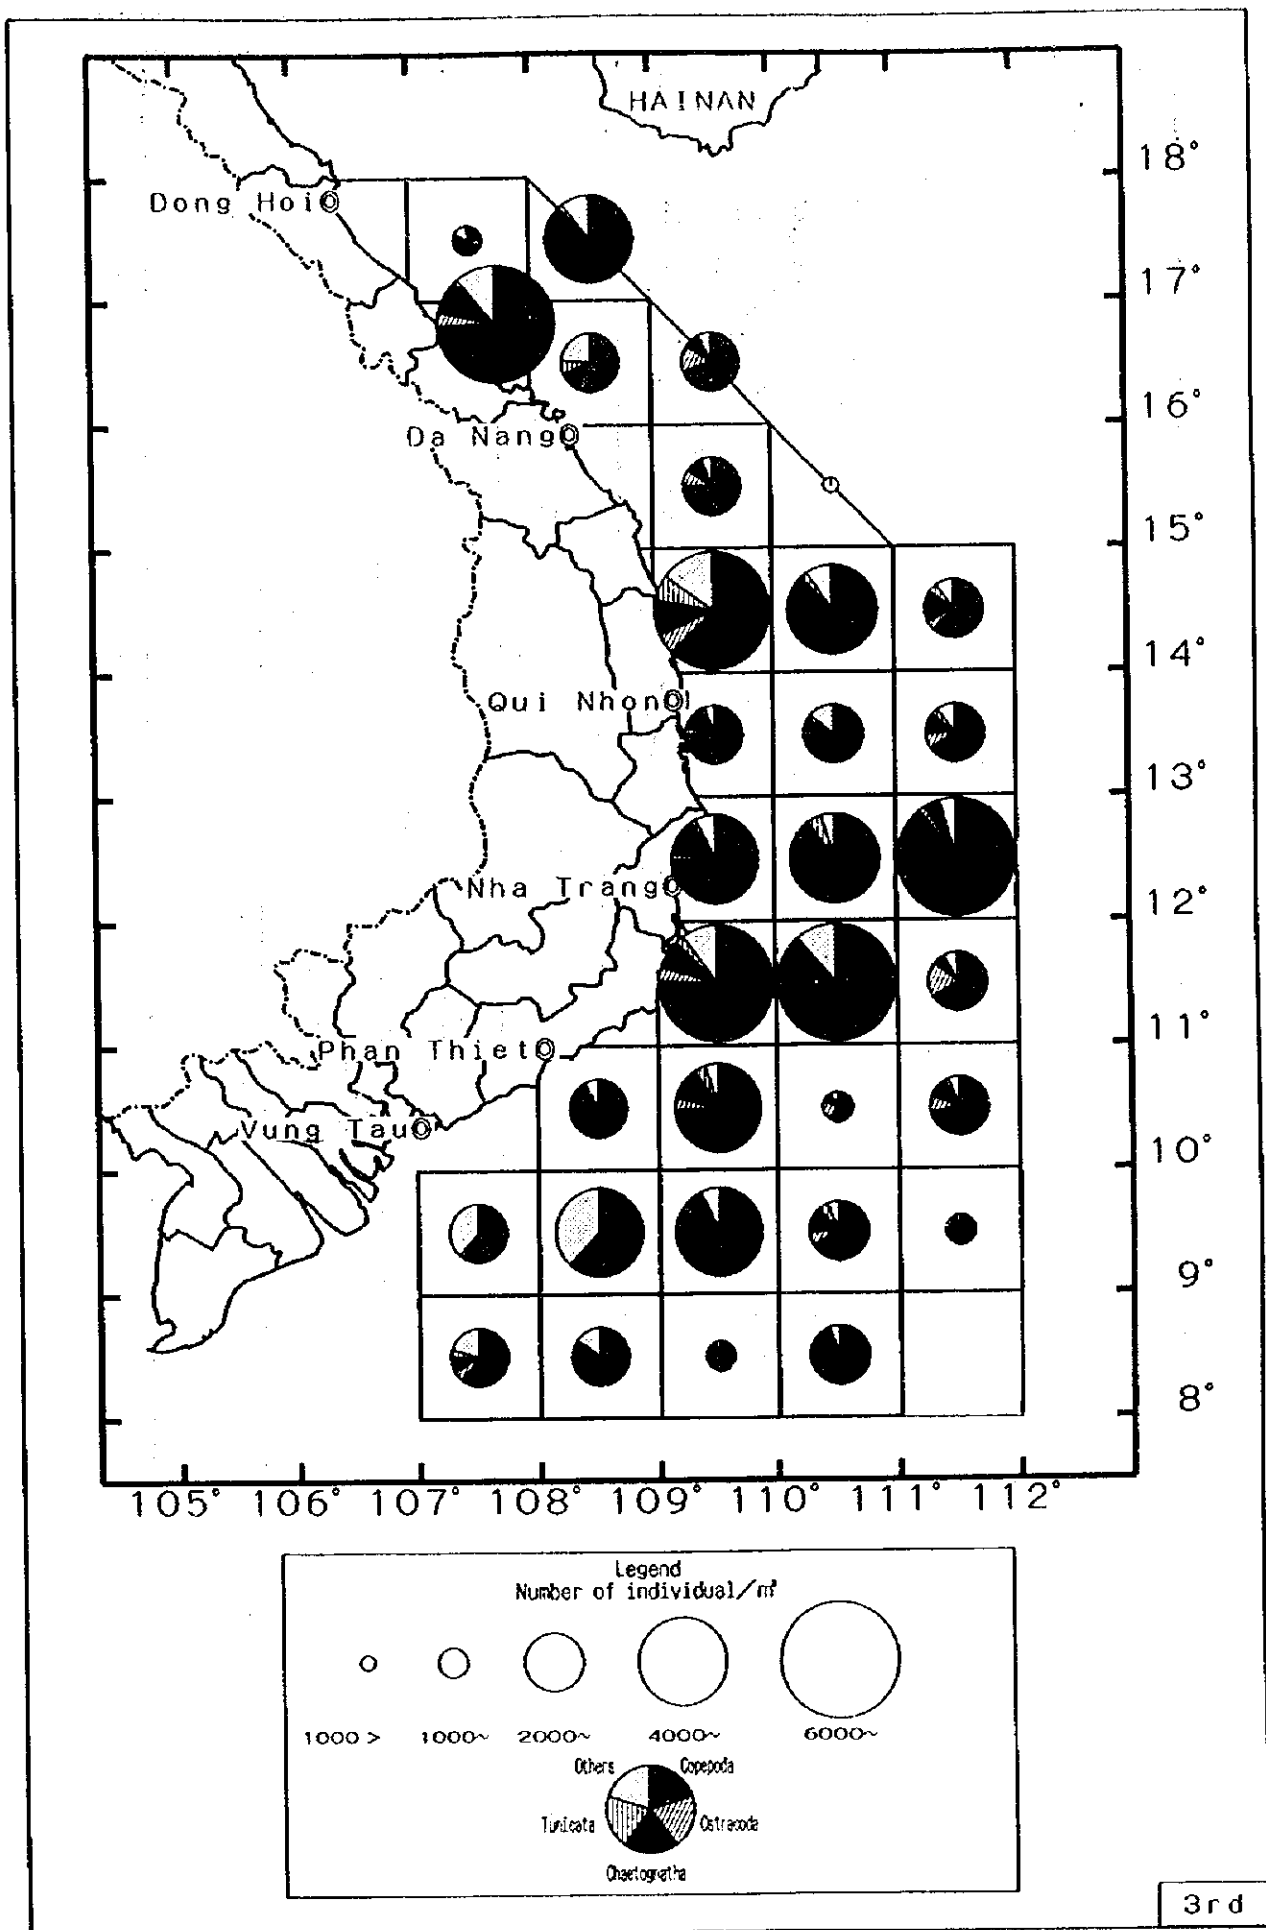 HAINAN
18°
Dong Hoi
17°
16°
Da Nang
15°
14°
Qui Nhon
13°
Nha Trang
12°
11°
Phan Thiet
Vung Tau
10°
9°
8°
105° 106° 107° 108° 109° 110° 111° 112°
Legend
Number of individual/m³
1000 > 1000~ 2000~ 4000~ 6000~
Others Copepoda
Tunicata Ostracoda
Chaetognatha
3rd